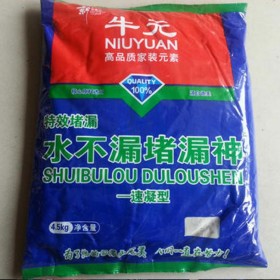 牛元
NIUYUAN
高品质家装元素
QUALITY
100%
特效堵漏
水不漏堵漏神
SHUIBULOU DULOUSHEN
—速凝型
4.5kg 净含量